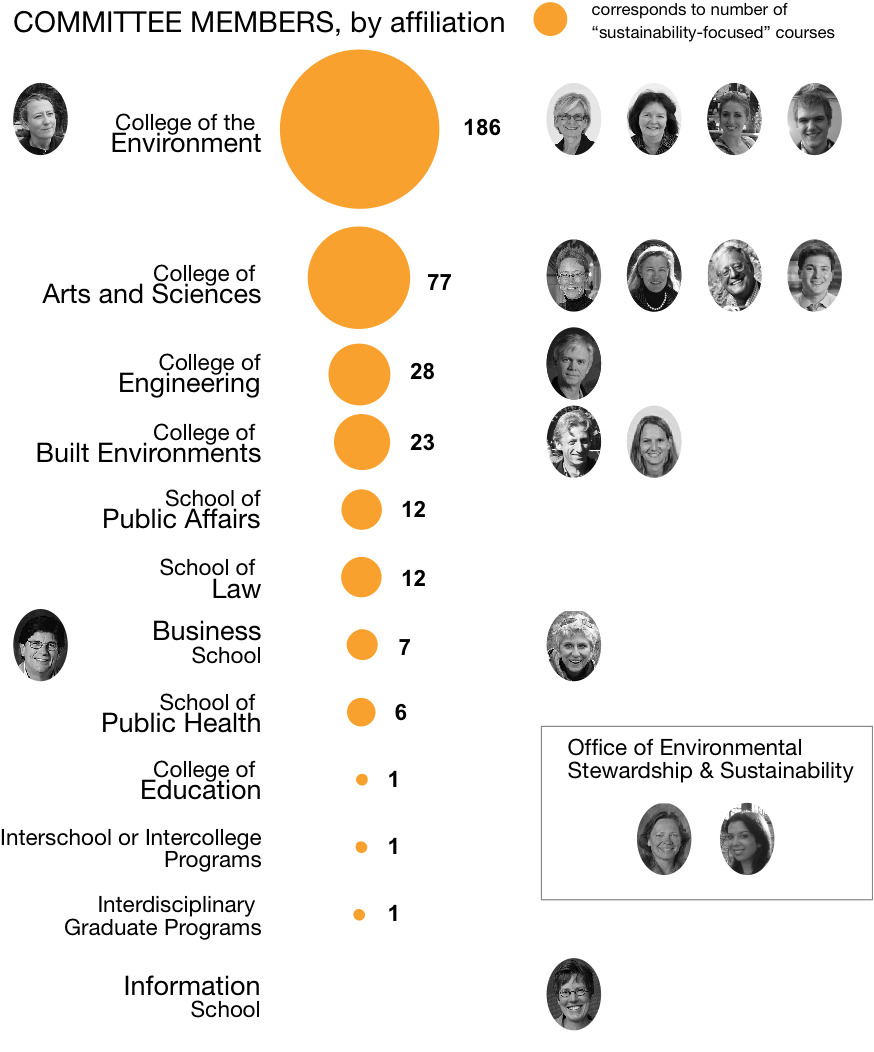 COMMITTEE MEMBERS, by affiliation
corresponds to number of
“sustainability-focused” courses
College of the
Environment
186
College of
Arts and Sciences
77
College of
Engineering
28
College of
Built Environments
23
School of
Public Affairs
12
School of
Law
12
Business
School
7
School of
Public Health
6
Office of Environmental
Stewardship & Sustainability
College of
Education
1
Interschool or Intercollege
Programs
1
Interdisciplinary
Graduate Programs
1
Information
School